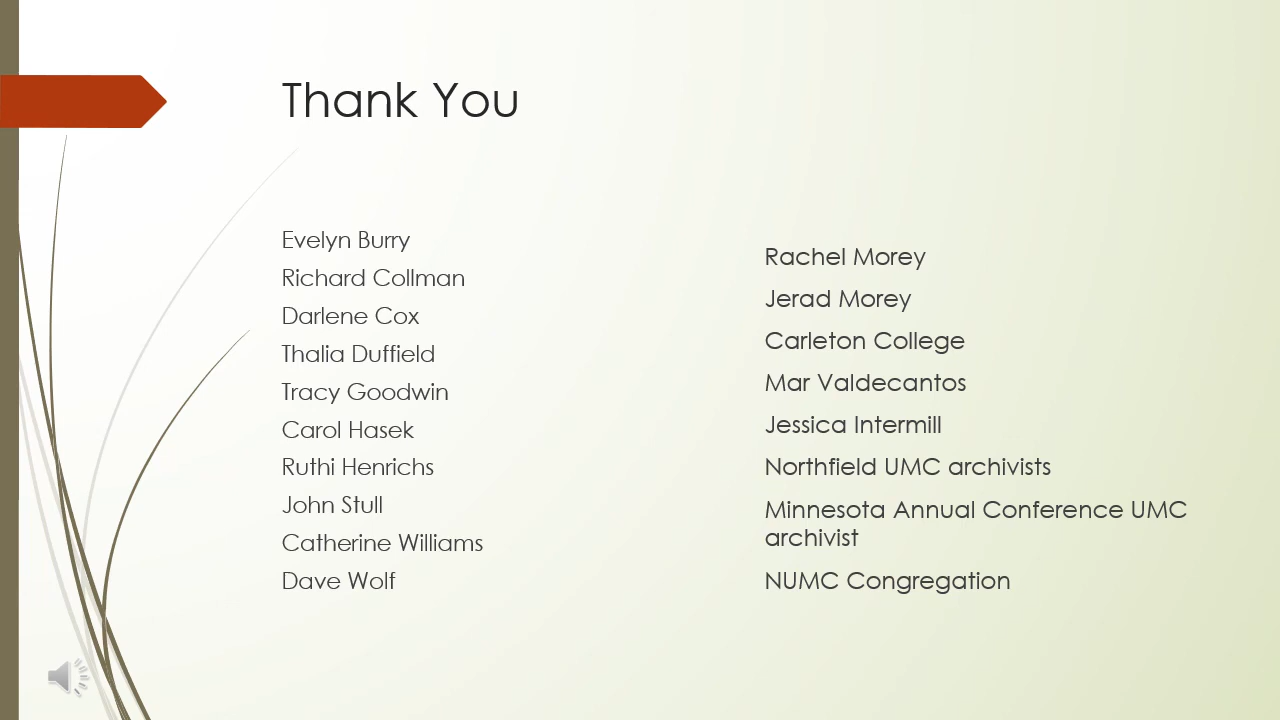 Thank You
Evelyn Burry
Richard Collman
Darlene Cox
Thalia Duffield
Tracy Goodwin
Carol Hasek
Ruthi Henrichs
John Stull
Catherine Williams
Dave Wolf
Rachel Morey
Jerad Morey
Carleton College
Mar Valdecantos
Jessica Intermill
Northfield UMC archivists
Minnesota Annual Conference UMC
archivist
NUMC Congregation